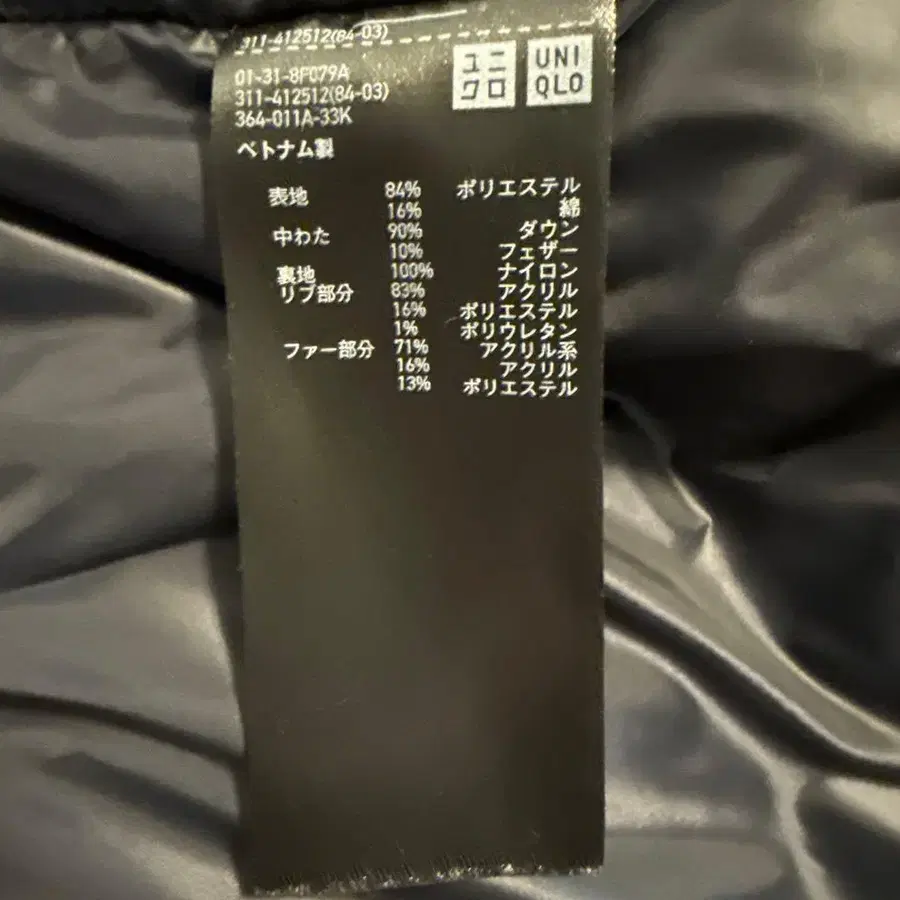 311-412512(84-03)
ユニ
クロ
UNI
QLO
01-31-8F079A
311-412512(84-03)
364-011A-33K
ベトナム製
表地 84% ポリエステル
16% 綿
中わた 90% ダウン
10% フェザー
裏地 100% ナイロン
リブ部分 83% アクリル
16% ポリエステル
1% ポリウレタン
ファー部分 71% アクリル系
16% アクリル
13% ポリエステル